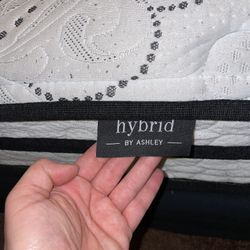 hybrid
— BY ASHLEY —